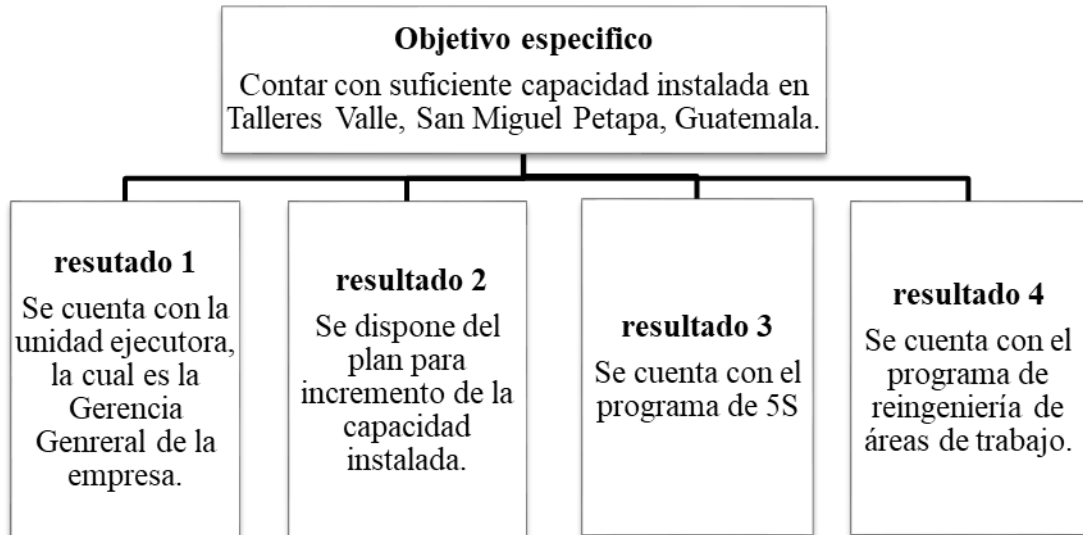 Objetivo especifico
Contar con suficiente capacidad instalada en
Talleres Valle, San Miguel Petapa, Guatemala.
resutado 1
Se cuenta con la
unidad ejecutora,
la cual es la
Gerencia
Genreral de la
empresa.
resultado 2
Se dispone del
plan para
incremento de la
capacidad
instalada.
resultado 3
Se cuenta con el
programa de 5S
resultado 4
Se cuenta con el
programa de
reingeniería de
áreas de trabajo.